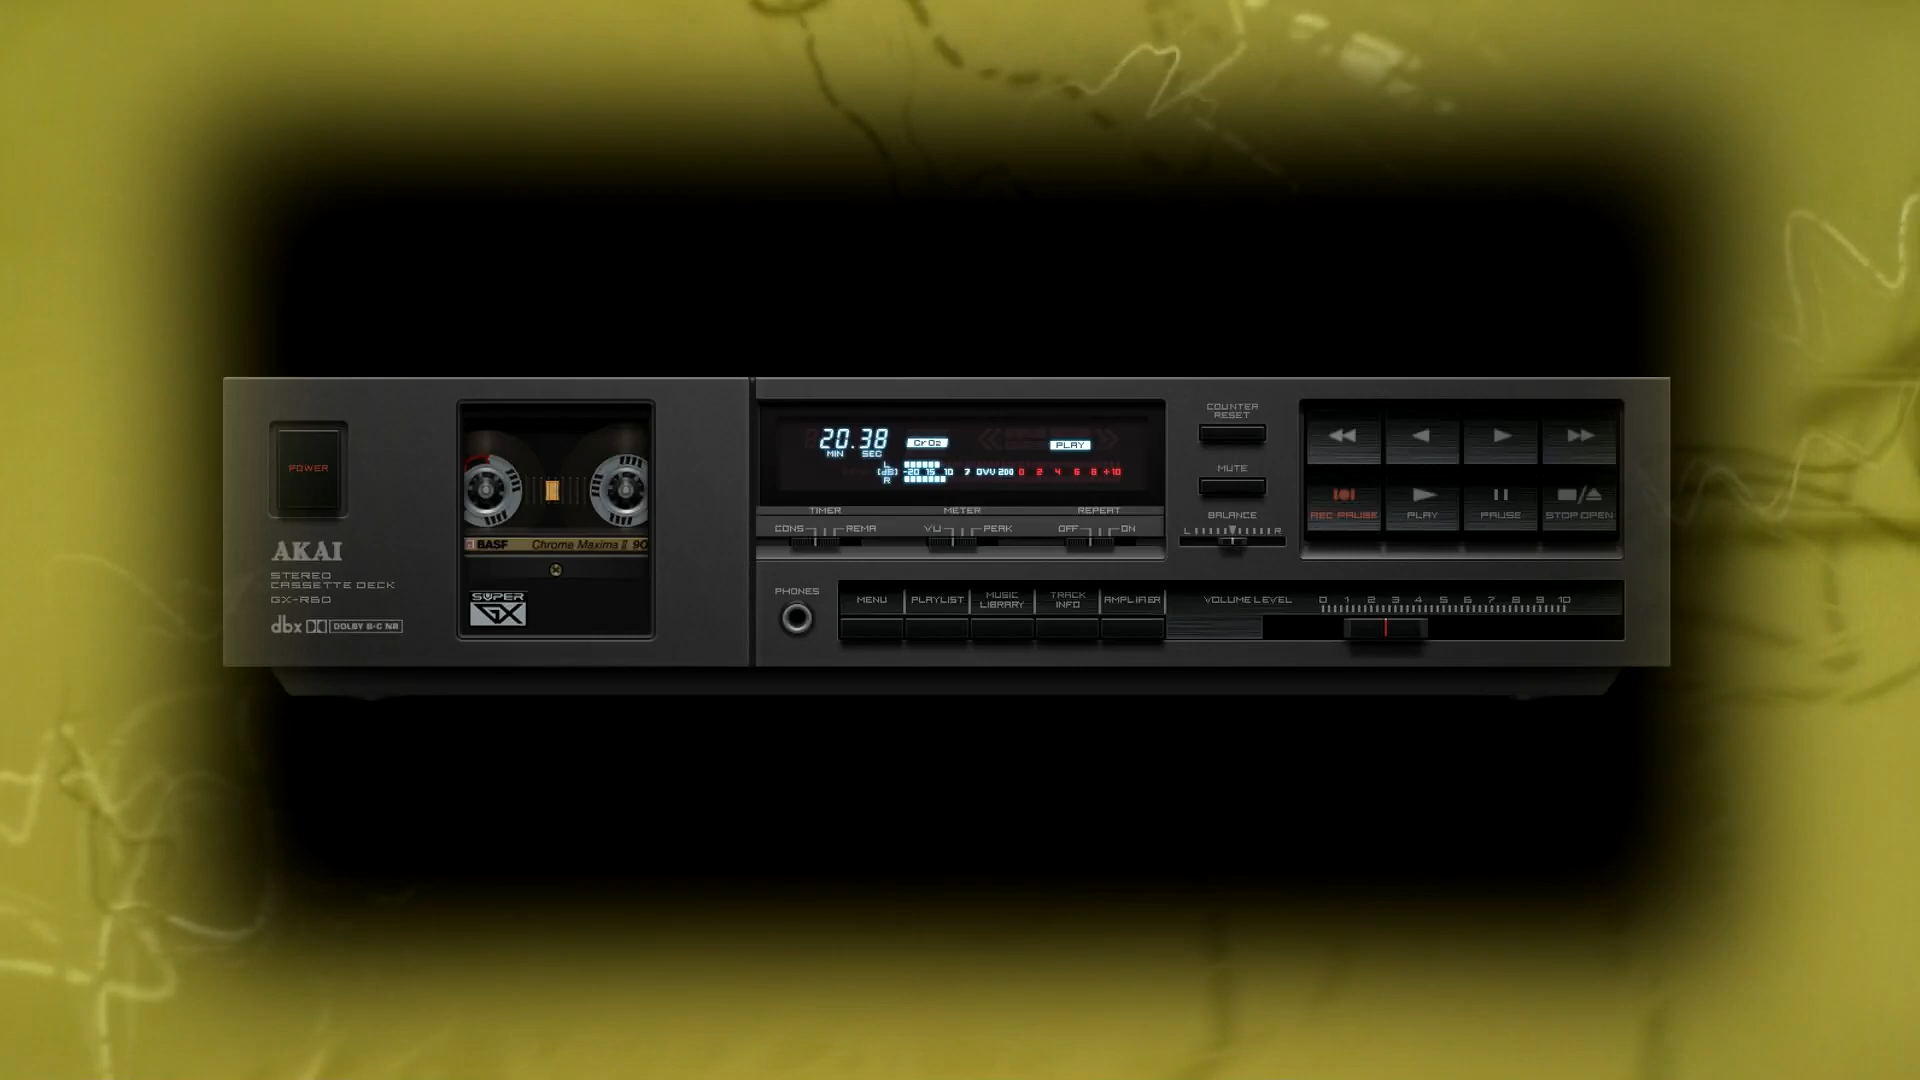 POWER
AKAI
STEREO
CASSETTE DECK
GX-R60
dbx DOLBY B-C NR
BASF Chrome Maxima II 90
SUPER
GX
20.38
MIN SEC
CrO2
PLAY
L
(dB) -20 15 10 7 0VU 200 0 2 4 6 8 +10
R
TIMER
CONS REMA
METER
VU PEAK
REPEAT
OFF ON
COUNTER
RESET
MUTE
BALANCE
L R
REC PAUSE
PLAY
PAUSE
STOP OPEN
PHONES
MENU
PLAYLIST
MUSIC
LIBRARY
TRACK
INFO
AMPLIFIER
VOLUME LEVEL 0 1 2 3 4 5 6 7 8 9 10